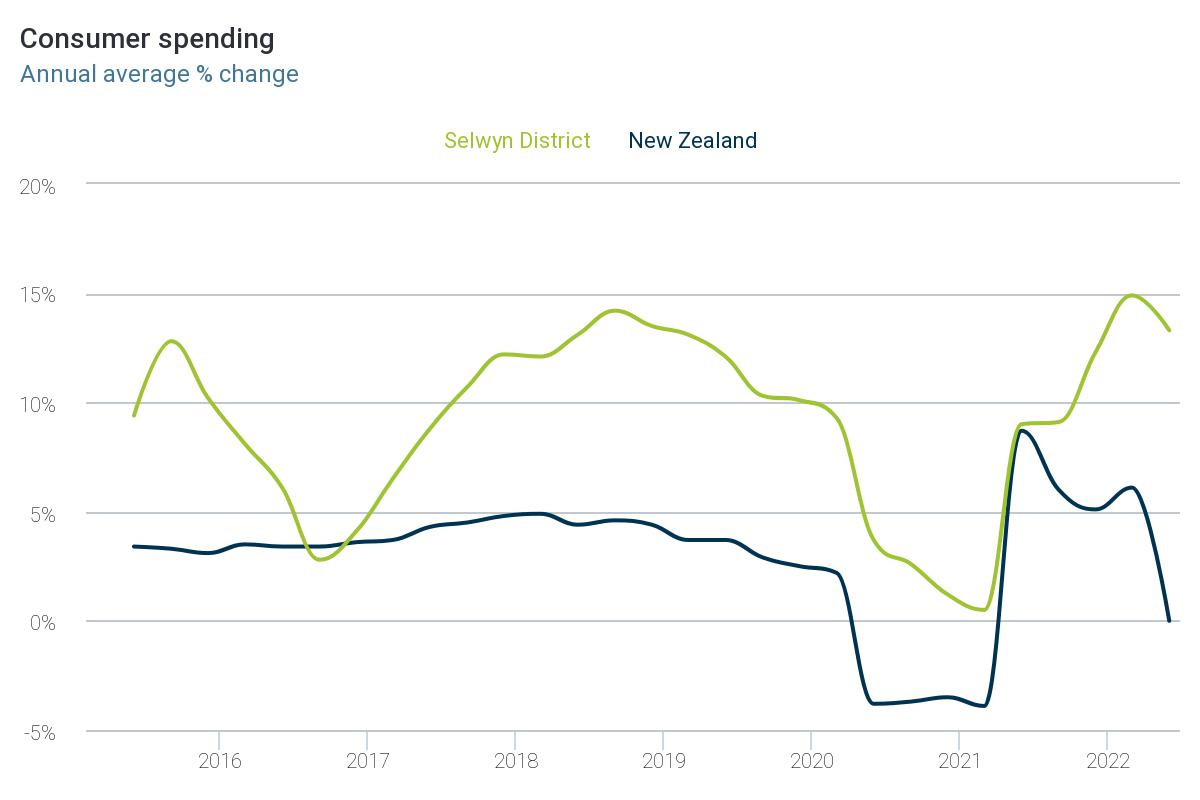 Consumer spending
Annual average % change
Selwyn District New Zealand
20%
15%
10%
5%
0%
-5%
2016 2017 2018 2019 2020 2021 2022